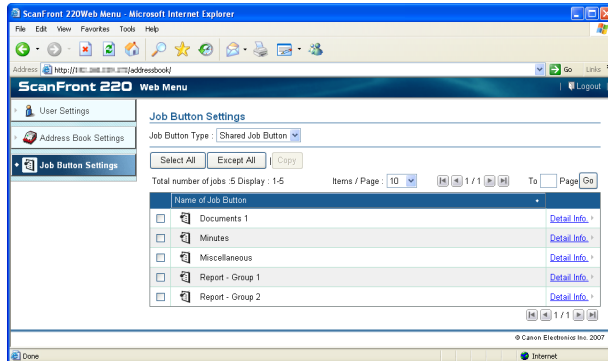 ScanFront 220Web Menu - Microsoft Internet Explorer
File Edit View Favorites Tools Help
Address http://1 /addressbook/ Go Links
ScanFront 220 Web Menu Logout
User Settings
Address Book Settings
Job Button Settings
Job Button Settings
Job Button Type : Shared Job Button
Select All Except All | Copy
Total number of jobs :5 Display : 1-5 Items / Page : 10 1 / 1 To Page Go
Name of Job Button
Documents 1 Detail Info.
Minutes Detail Info.
Miscellaneous Detail Info.
Report - Group 1 Detail Info.
Report - Group 2 Detail Info.
1 / 1
© Canon Electronics Inc. 2007
Done Internet